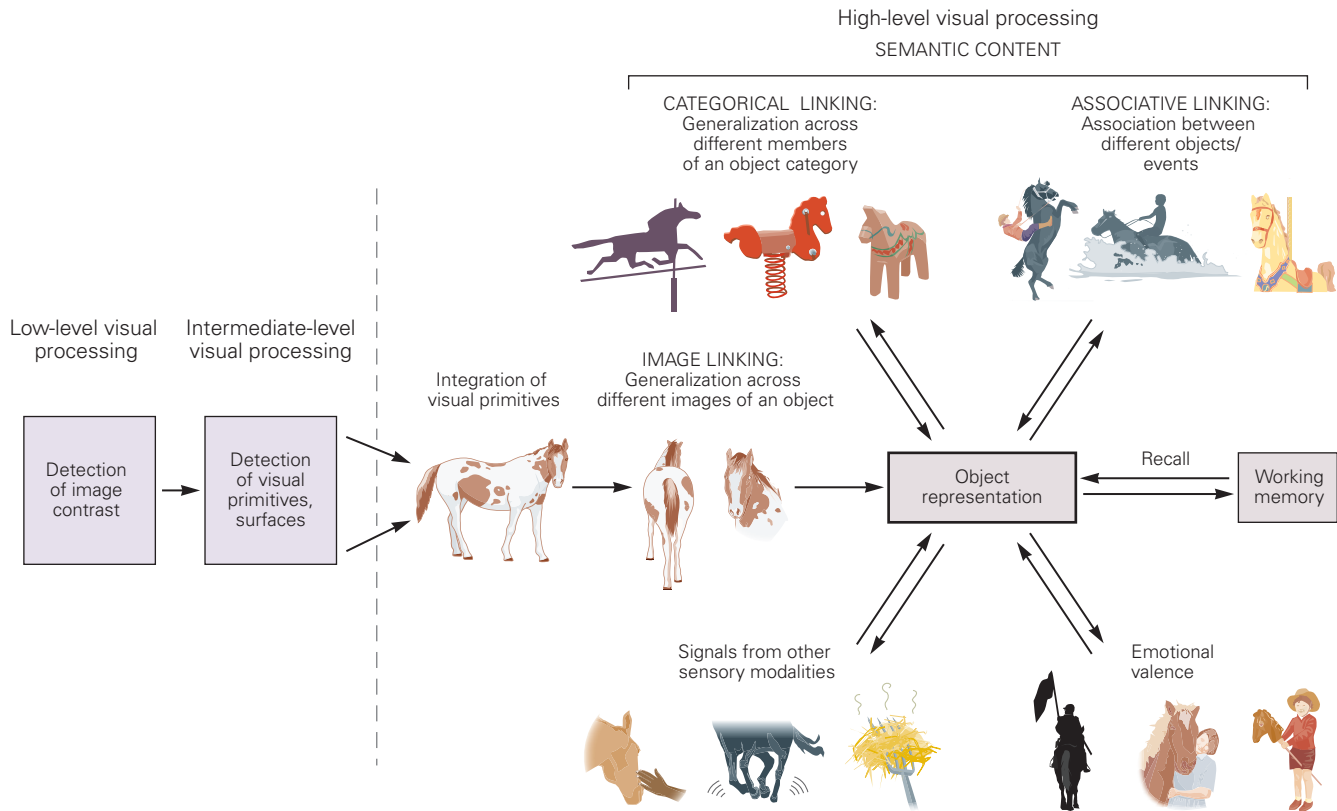 High-level visual processing
SEMANTIC CONTENT
CATEGORICAL LINKING:
Generalization across
different members
of an object category
ASSOCIATIVE LINKING:
Association between
different objects/
events
Low-level visual
processing
Intermediate-level
visual processing
Integration of
visual primitives
IMAGE LINKING:
Generalization across
different images of an object
Detection
of image
contrast
Detection
of visual
primitives,
surfaces
Object
representation
Recall
Working
memory
Signals from other
sensory modalities
Emotional
valence